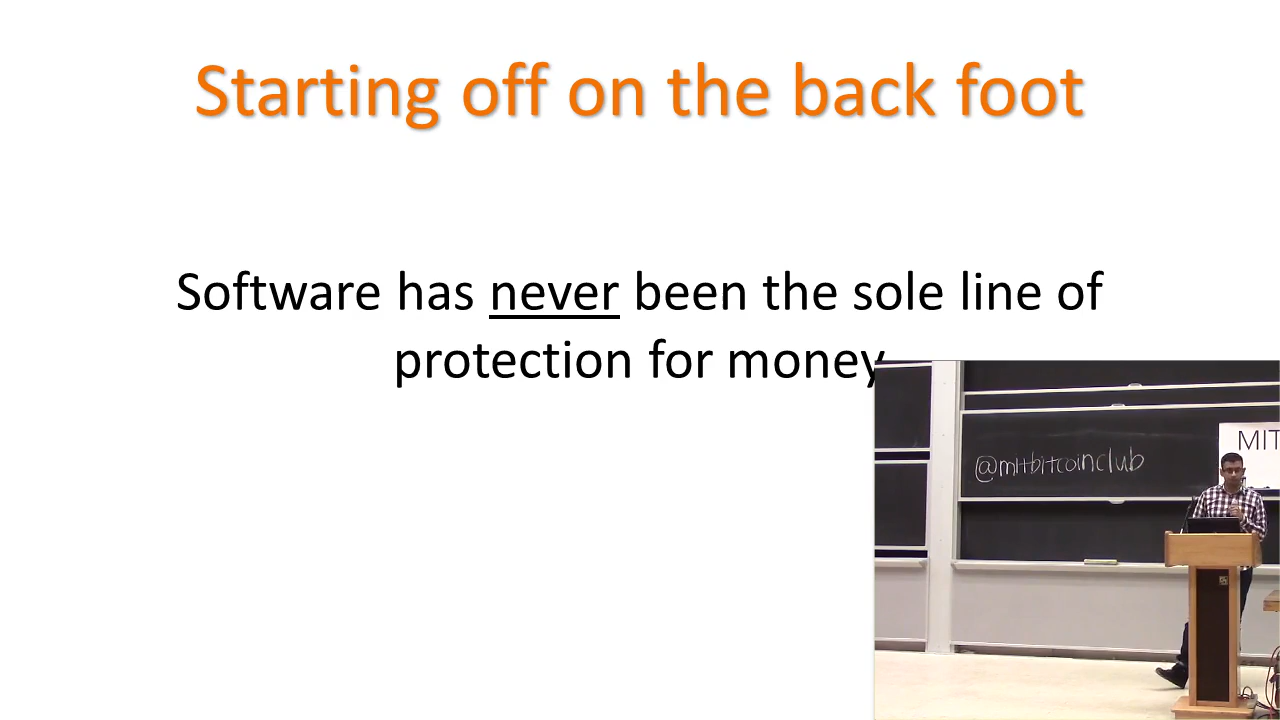 Starting off on the back foot
Software has never been the sole line of
protection for money
@mitbitcoinclub
MIT